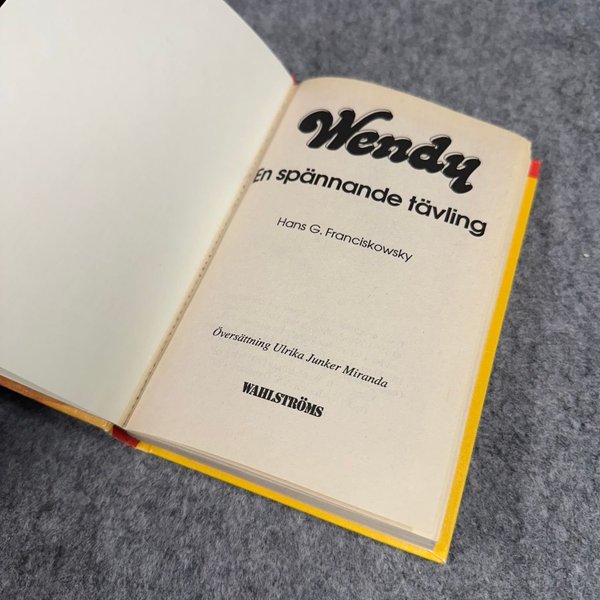 Wendy
En spännande tävling
Hans G. Franciskowsky
Översättning Ulrika Junker Miranda
WAHLSTRÖMS